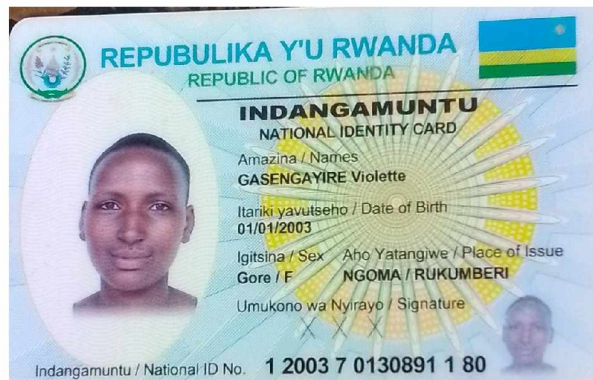 REPUBULIKA Y'U RWANDA
REPUBLIC OF RWANDA
INDANGAMUNTU
NATIONAL IDENTITY CARD
Amazina / Names
GASENGAYIRE Violette
Itariki yavutseho / Date of Birth
01/01/2003
Igitsina / Sex Aho Yatangiwe / Place of Issue
Gore / F NGOMA / RUKUMBERI
Umukono wa Nyirayo / Signature
X X X
Indangamuntu / National ID No. 1 2003 7 0130891 1 80